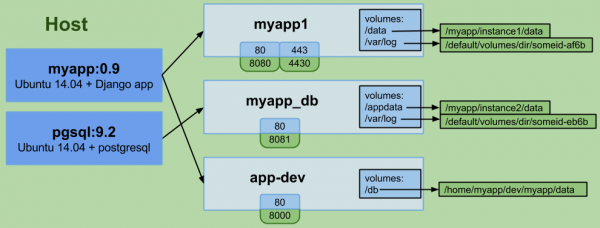 Host
myapp:0.9
Ubuntu 14.04 + Django app
pgsql:9.2
Ubuntu 14.04 + postgresql
myapp1
80 443
8080 4430
volumes:
/data
/var/log
/myapp/instance1/data
/default/volumes/dir/someid-af6b
myapp_db
80
8081
volumes:
/appdata
/var/log
/myapp/instance2/data
/default/volumes/dir/someid-eb6b
app-dev
80
8000
volumes:
/db
/home/myapp/dev/myapp/data